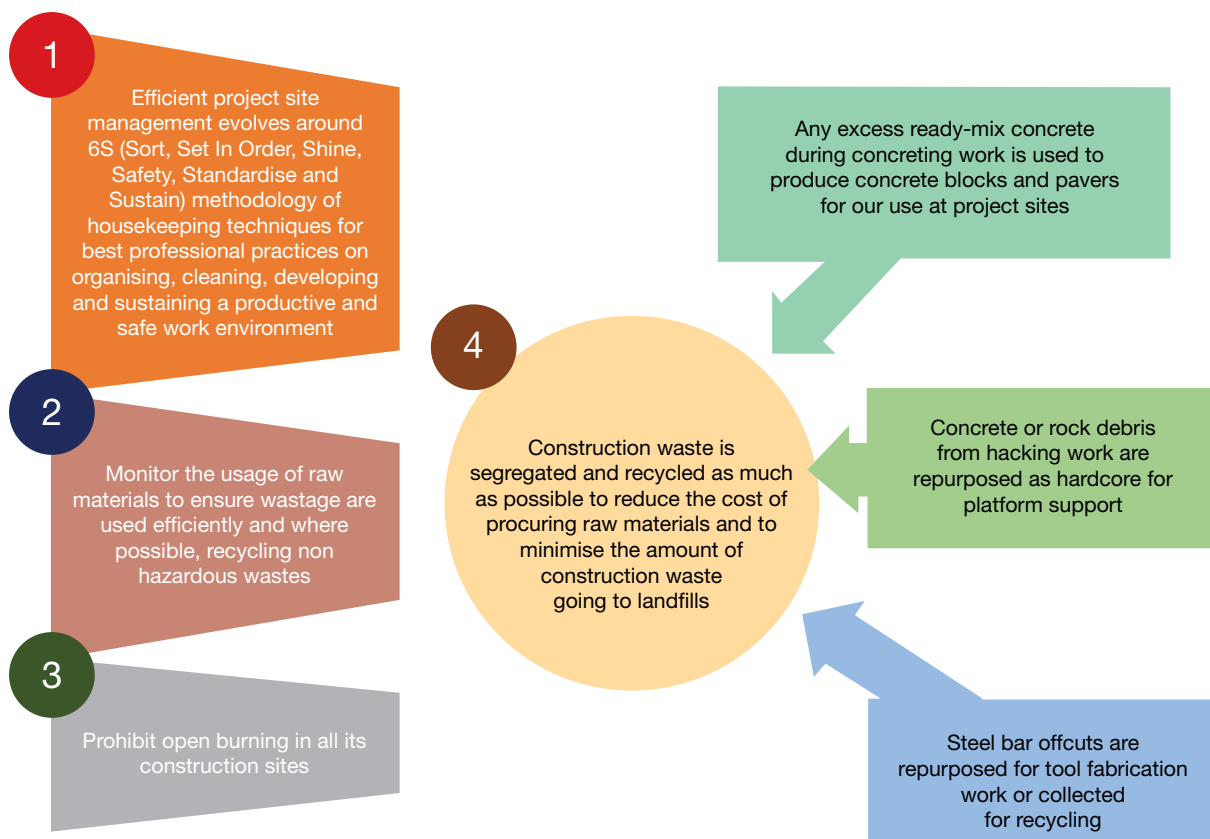 1
Efficient project site
management evolves around
6S (Sort, Set In Order, Shine,
Safety, Standardise and
Sustain) methodology of
housekeeping techniques for
best professional practices on
organising, cleaning, developing
and sustaining a productive and
safe work environment
2
Monitor the usage of raw
materials to ensure wastage are
used efficiently and where
possible, recycling non
hazardous wastes
3
Prohibit open burning in all its
construction sites
4
Construction waste is
segregated and recycled as much
as possible to reduce the cost of
procuring raw materials and to
minimise the amount of
construction waste
going to landfills
Any excess ready-mix concrete
during concreting work is used to
produce concrete blocks and pavers
for our use at project sites
Concrete or rock debris
from hacking work are
repurposed as hardcore for
platform support
Steel bar offcuts are
repurposed for tool fabrication
work or collected
for recycling